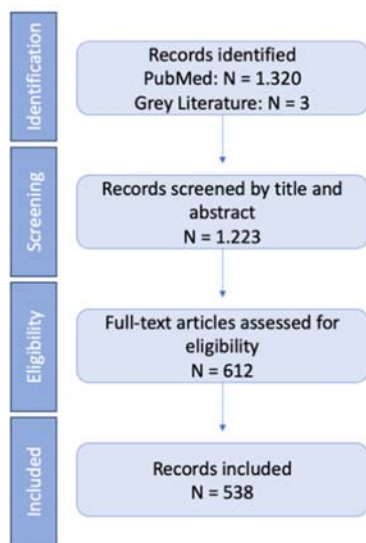 Identification
Records identified
PubMed: N = 1.320
Grey Literature: N = 3
Screening
Records screened by title and
abstract
N = 1.223
Eligibility
Full-text articles assessed for
eligibility
N = 612
Included
Records included
N = 538